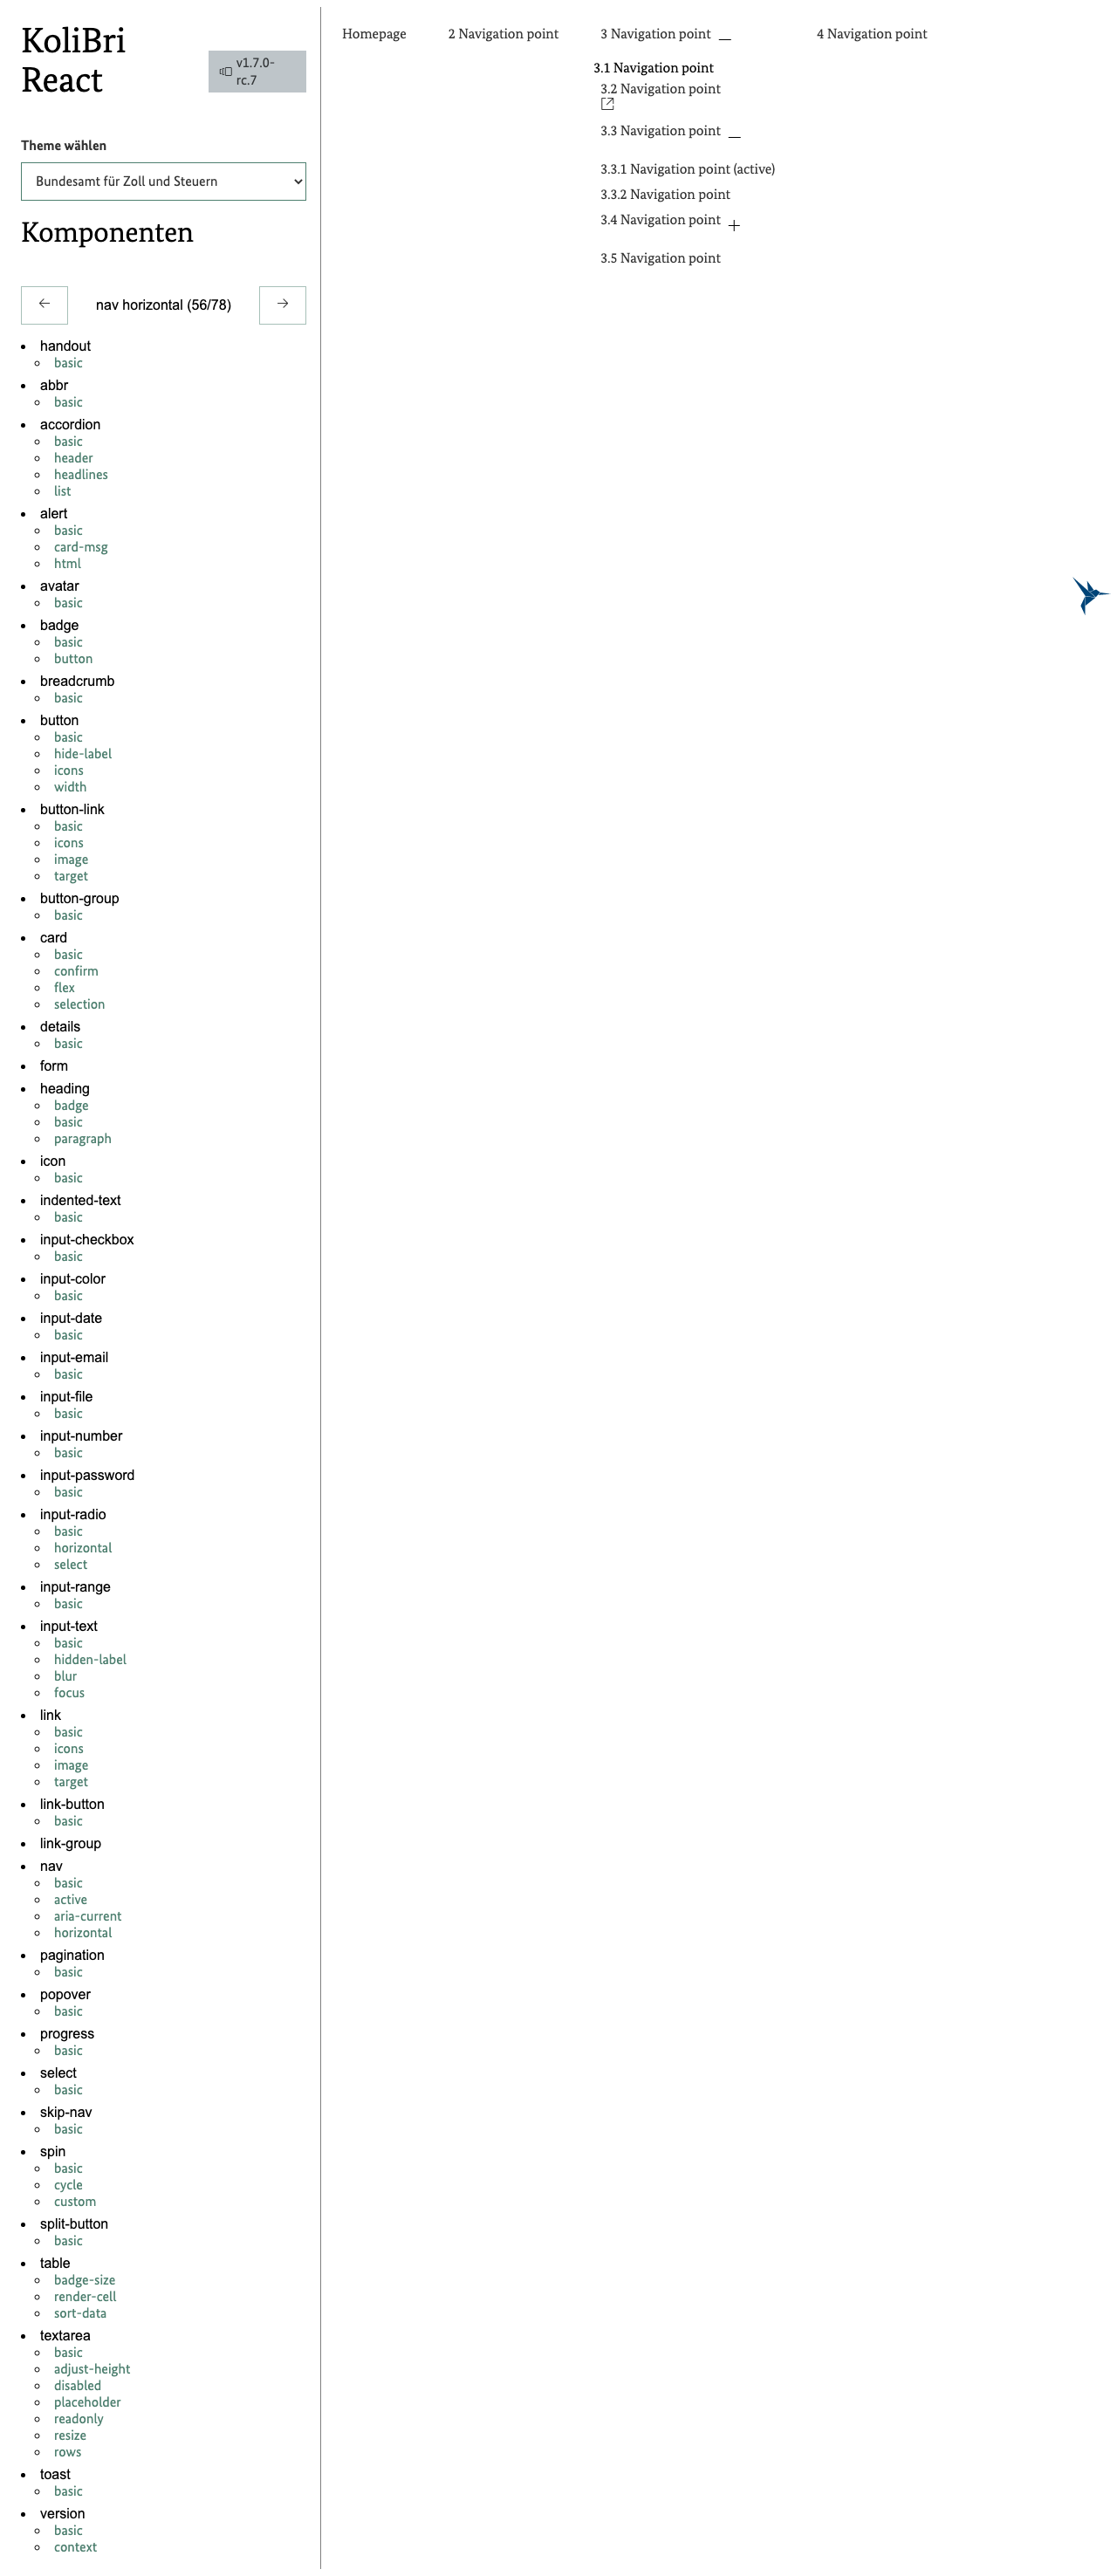 KoliBri
React
v1.7.0-
rc.7
Theme wählen
Bundesamt für Zoll und Steuern
Komponenten
nav horizontal (56/78)
handout
basic
abbr
basic
accordion
basic
header
headlines
list
alert
basic
card-msg
html
avatar
basic
badge
basic
button
breadcrumb
basic
button
basic
hide-label
icons
width
button-link
basic
icons
image
target
button-group
basic
card
basic
confirm
flex
selection
details
basic
form
heading
badge
basic
paragraph
icon
basic
indented-text
basic
input-checkbox
basic
input-color
basic
input-date
basic
input-email
basic
input-file
basic
input-number
basic
input-password
basic
input-radio
basic
horizontal
select
input-range
basic
input-text
basic
hidden-label
blur
focus
link
basic
icons
image
target
link-button
basic
link-group
nav
basic
active
aria-current
horizontal
pagination
basic
popover
basic
progress
basic
select
basic
skip-nav
basic
spin
basic
cycle
custom
split-button
basic
table
badge-size
render-cell
sort-data
textarea
basic
adjust-height
disabled
placeholder
readonly
resize
rows
toast
basic
version
basic
context
Homepage
2 Navigation point
3 Navigation point
3.1 Navigation point
3.2 Navigation point
3.3 Navigation point
3.3.1 Navigation point (active)
3.3.2 Navigation point
3.4 Navigation point
3.5 Navigation point
4 Navigation point